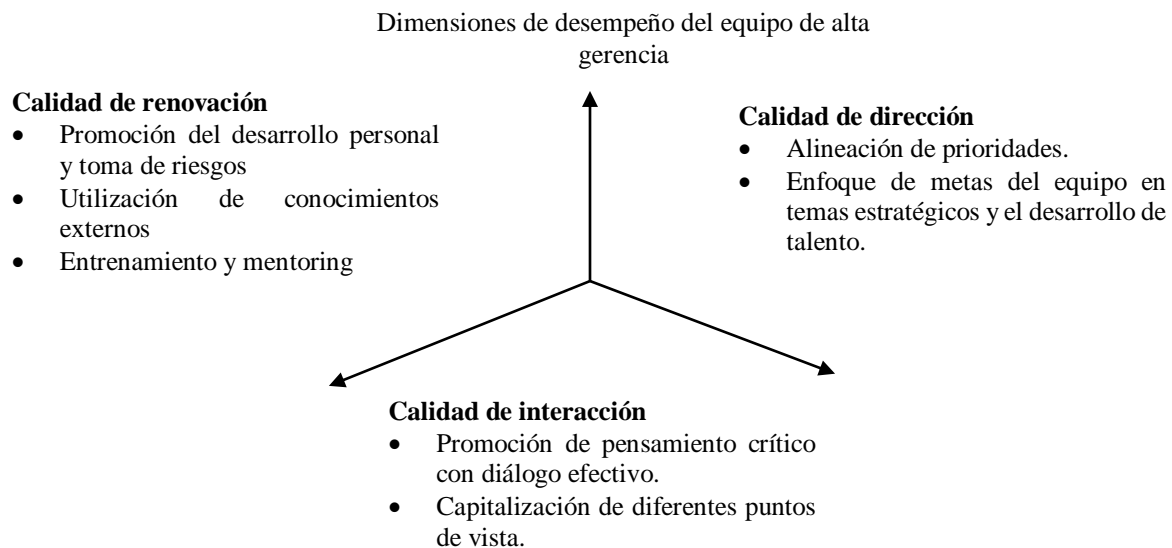 Dimensiones de desempeño del equipo de alta
gerencia
Calidad de renovación
• Promoción del desarrollo personal
y toma de riesgos
• Utilización de conocimientos
externos
• Entrenamiento y mentoring
Calidad de dirección
• Alineación de prioridades.
• Enfoque de metas del equipo en
temas estratégicos y el desarrollo de
talento.
Calidad de interacción
• Promoción de pensamiento crítico
con diálogo efectivo.
• Capitalización de diferentes puntos
de vista.